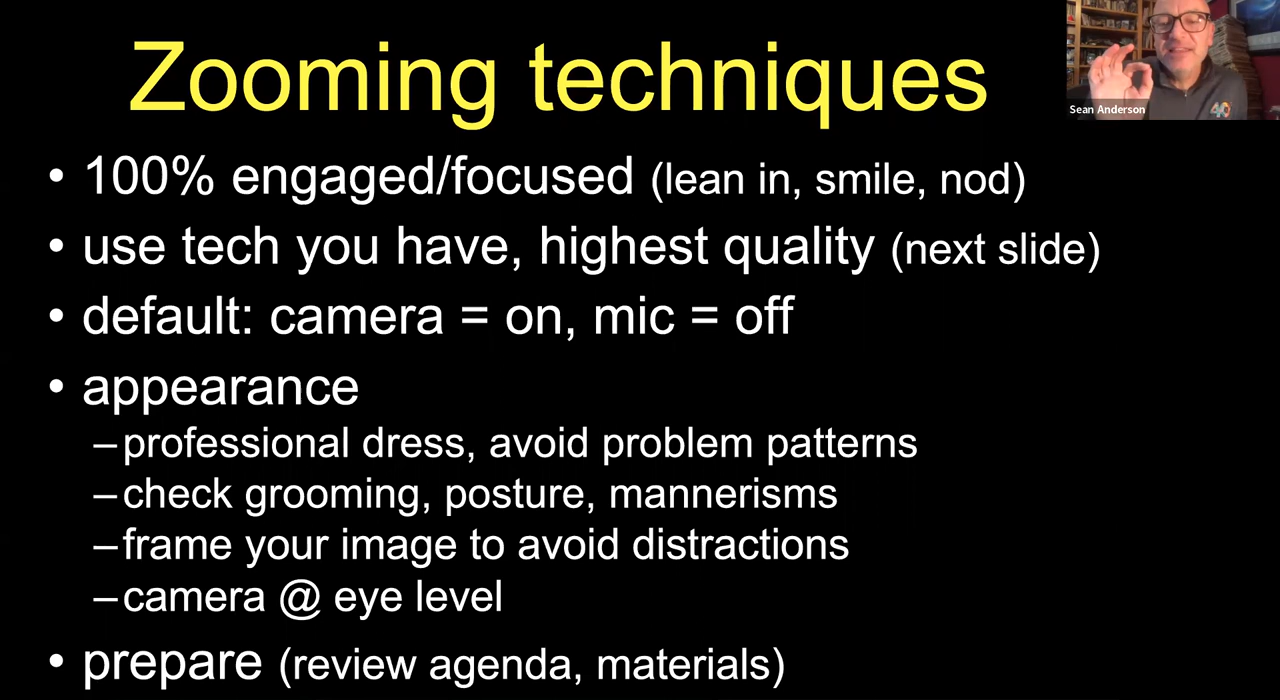 Zooming techniques
Sean Anderson
• 100% engaged/focused (lean in, smile, nod)
• use tech you have, highest quality (next slide)
• default: camera = on, mic = off
• appearance
–professional dress, avoid problem patterns
–check grooming, posture, mannerisms
–frame your image to avoid distractions
–camera @ eye level
• prepare (review agenda, materials)